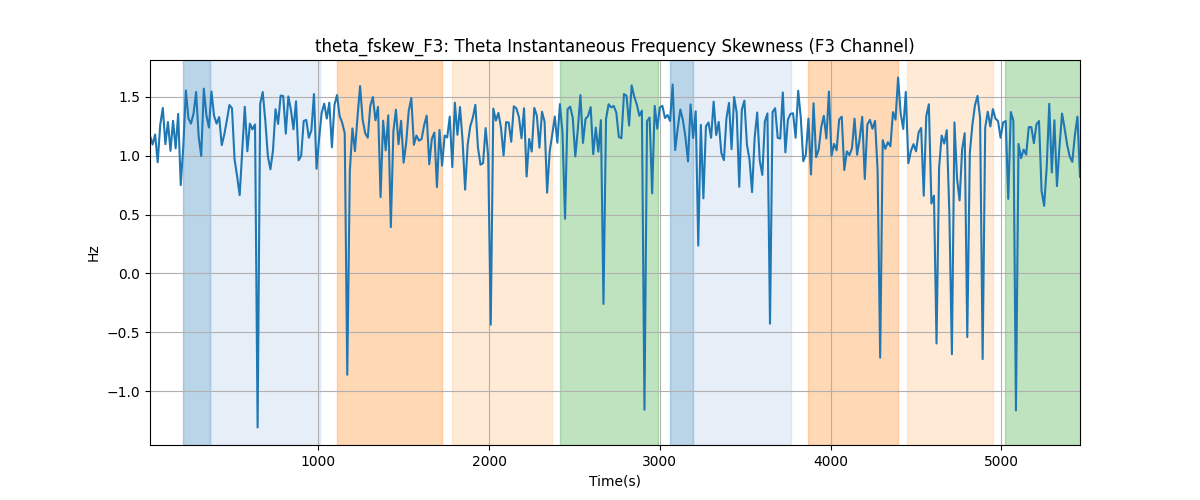 theta_fskew_F3: Theta Instantaneous Frequency Skewness (F3 Channel)
1.5
1.0
0.5
0.0
−0.5
−1.0
Hz
1000 2000 3000 4000 5000
Time(s)